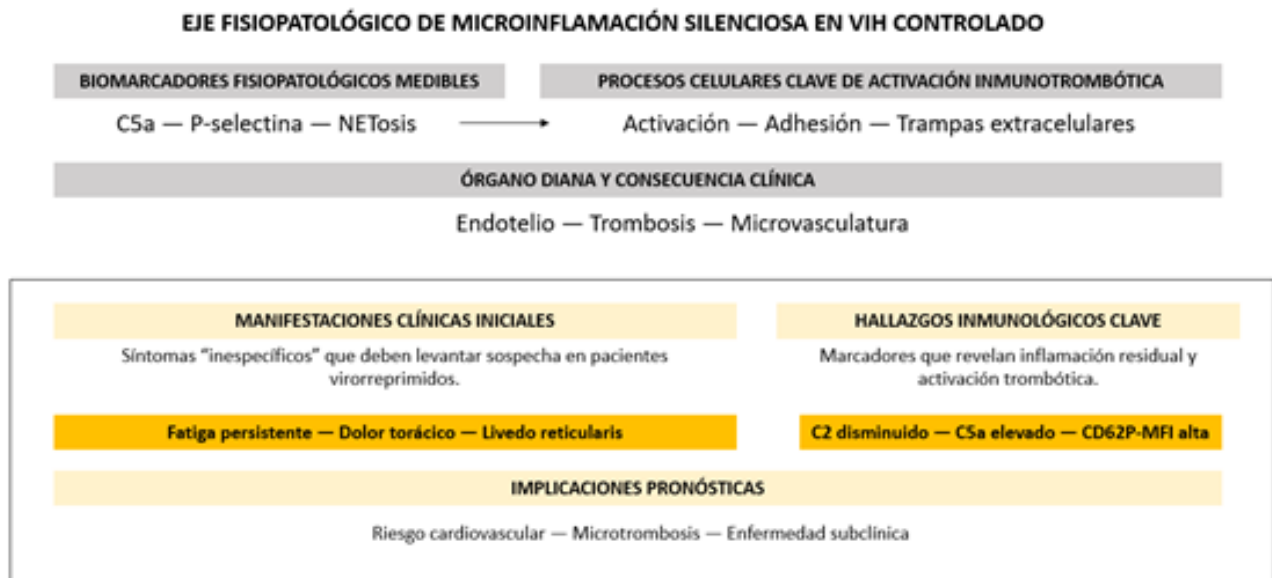 EJE FISIOPATOLÓGICO DE MICROINFLAMACIÓN SILENCIOSA EN VIH CONTROLADO
BIOMARCADORES FISIOPATOLÓGICOS MEDIBLES
PROCESOS CELULARES CLAVE DE ACTIVACIÓN INMUNOTROMBÓTICA
C5a — P-selectina — NETosis
Activación — Adhesión — Trampas extracelulares
ÓRGANO DIANA Y CONSECUENCIA CLÍNICA
Endotelio — Trombosis — Microvasculatura
MANIFESTACIONES CLÍNICAS INICIALES
Síntomas “inespecíficos” que deben levantar sospecha en pacientes
virorreprimidos.
Fatiga persistente — Dolor torácico — Livedo reticularis
HALLAZGOS INMUNOLÓGICOS CLAVE
Marcadores que revelan inflamación residual y
activación trombótica.
C2 disminuido — C5a elevado — CD62P-MFI alta
IMPLICACIONES PRONÓSTICAS
Riesgo cardiovascular — Microtrombosis — Enfermedad subclínica